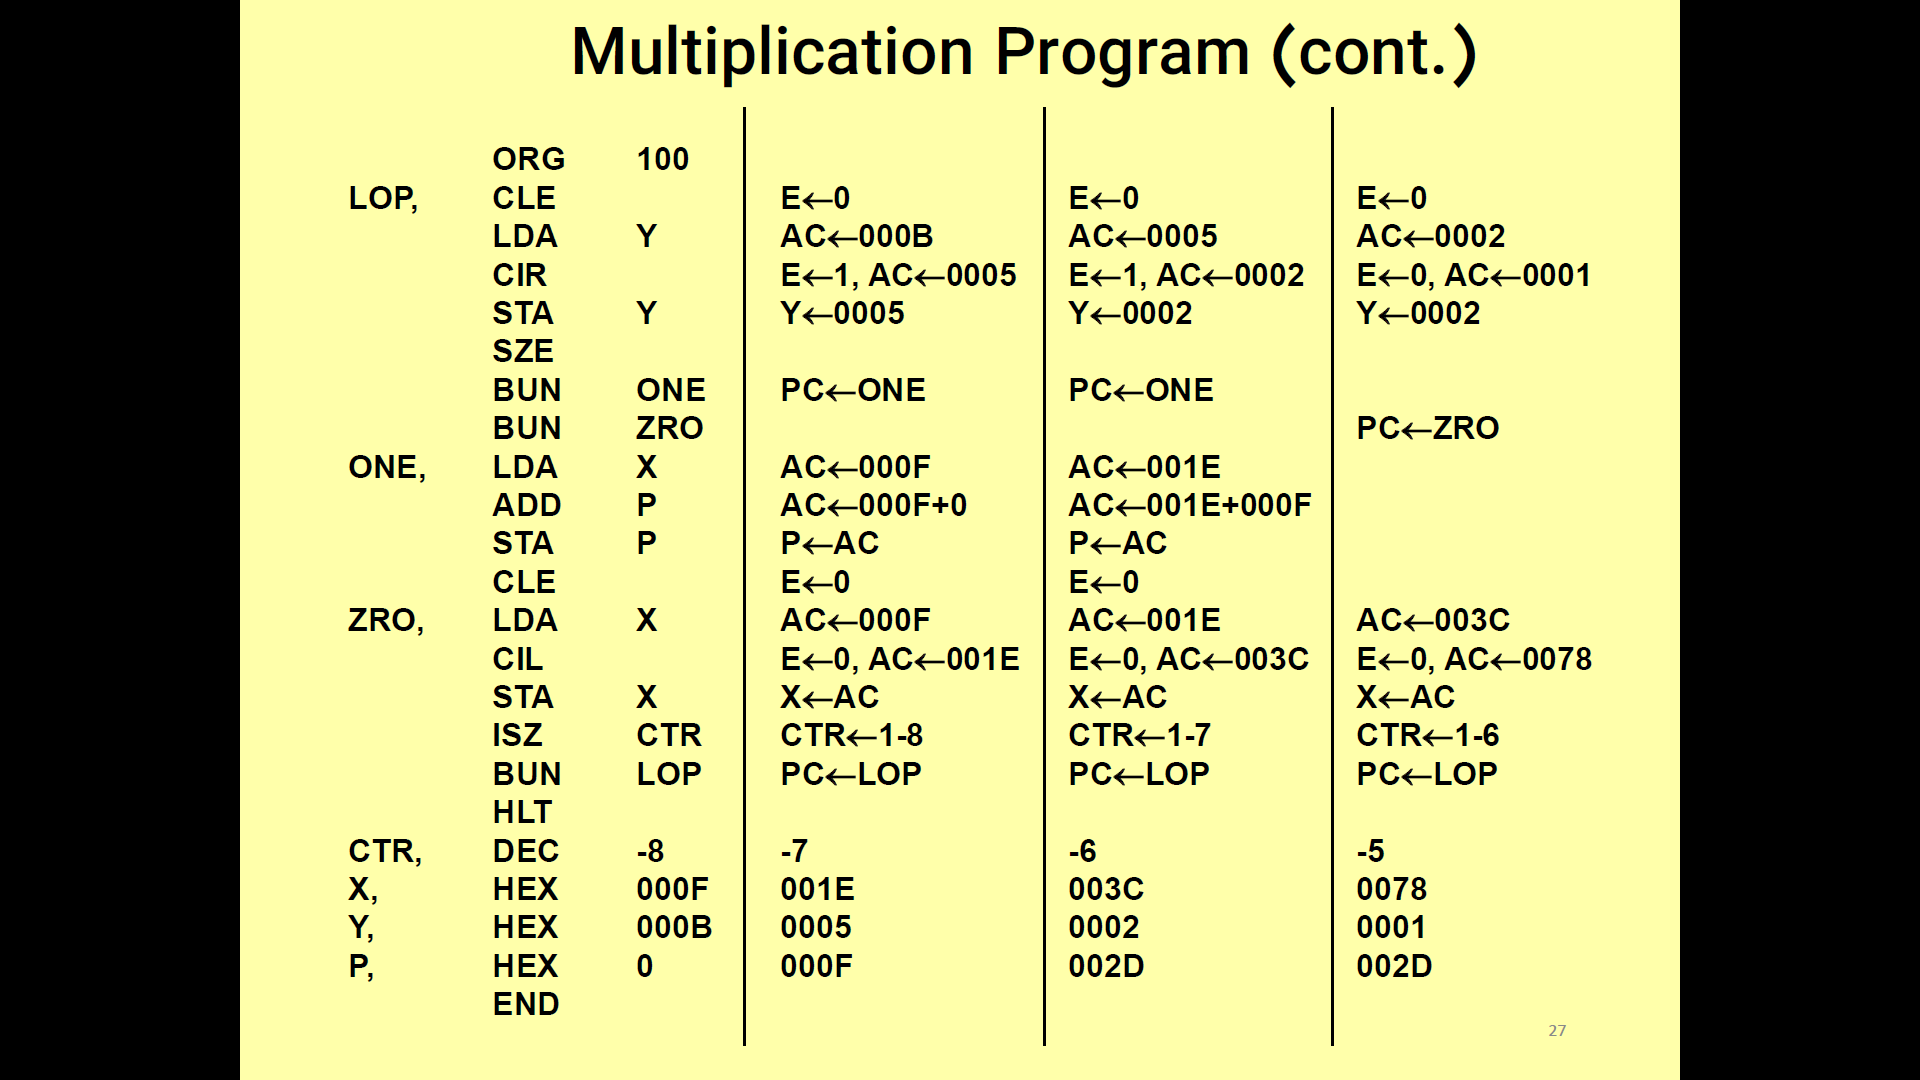 Multiplication Program (cont.)
ORG 100
LOP, CLE E←0 E←0 E←0
LDA Y AC←000B AC←0005 AC←0002
CIR E←1, AC←0005 E←1, AC←0002 E←0, AC←0001
STA Y Y←0005 Y←0002 Y←0002
SZE
BUN ONE PC←ONE PC←ONE
BUN ZRO PC←ZRO
ONE, LDA X AC←000F AC←001E
ADD P AC←000F+0 AC←001E+000F
STA P P←AC P←AC
CLE E←0 E←0
ZRO, LDA X AC←000F AC←001E AC←003C
CIL E←0, AC←001E E←0, AC←003C E←0, AC←0078
STA X X←AC X←AC X←AC
ISZ CTR CTR←1-8 CTR←1-7 CTR←1-6
BUN LOP PC←LOP PC←LOP PC←LOP
HLT
CTR, DEC -8 -7 -6 -5
X, HEX 000F 001E 003C 0078
Y, HEX 000B 0005 0002 0001
P, HEX 0 000F 002D 002D
END
27